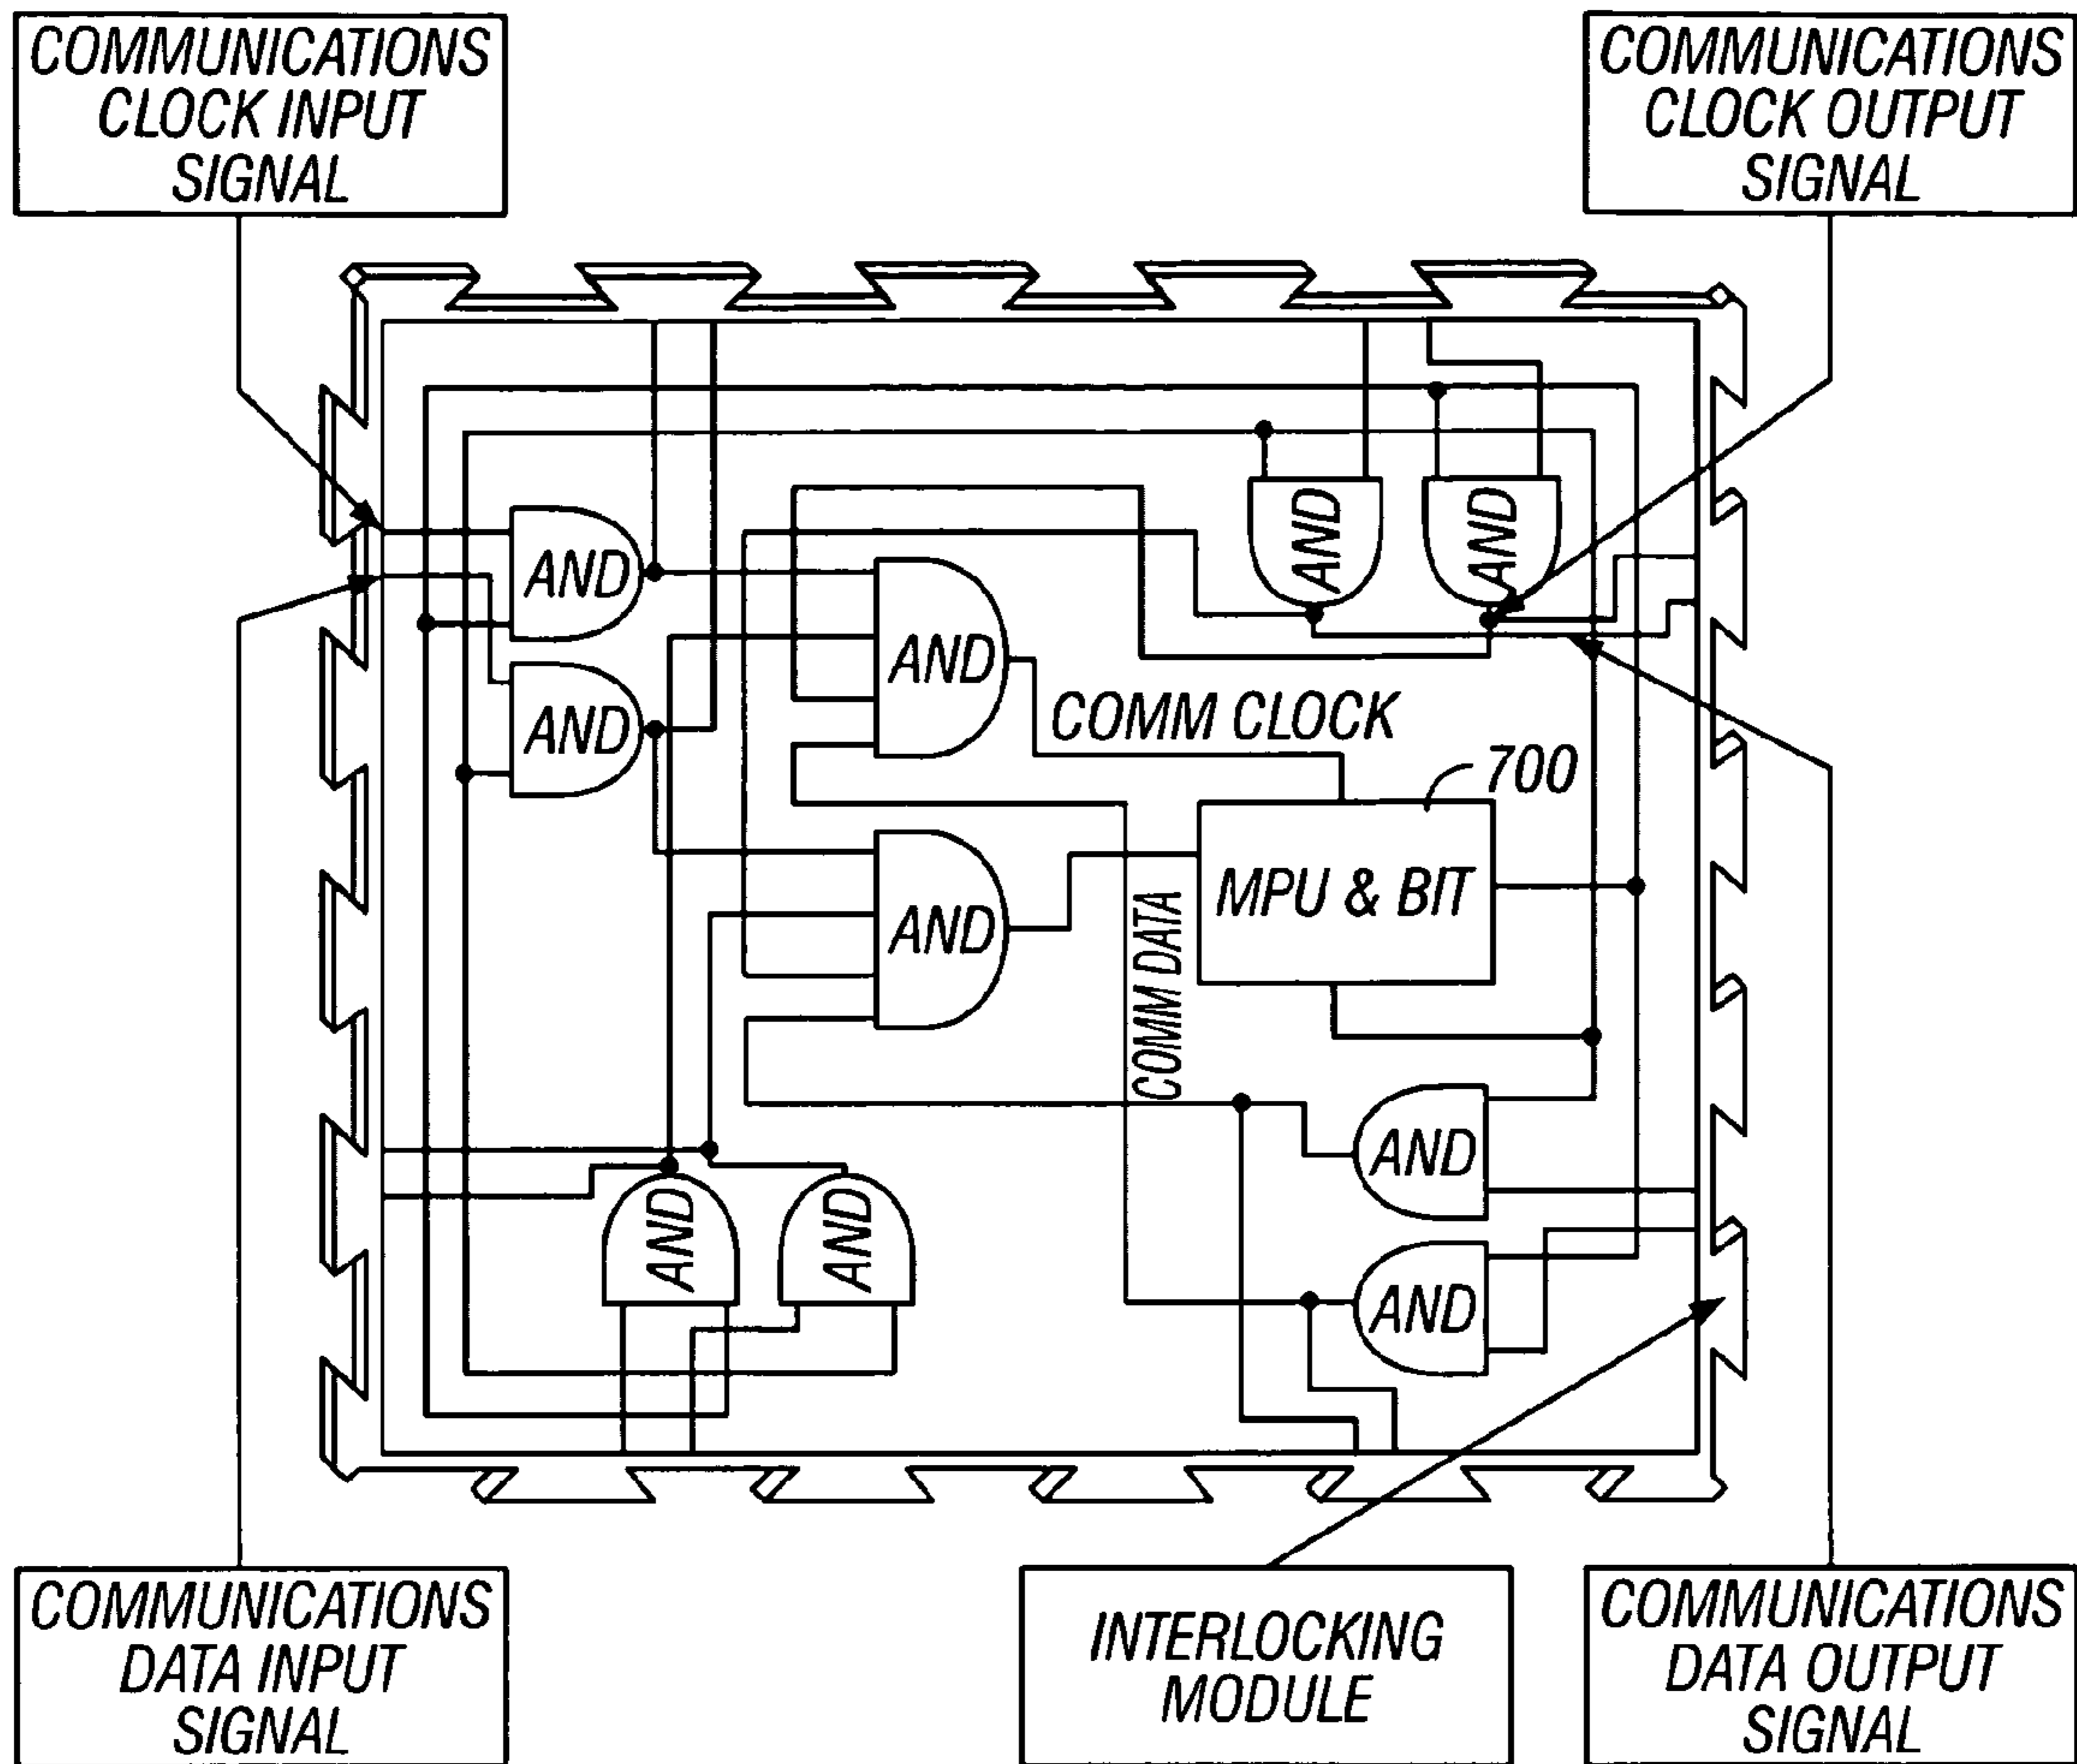 COMMUNICATIONS
CLOCK INPUT
SIGNAL
COMMUNICATIONS
CLOCK OUTPUT
SIGNAL
AND
AND
AND
AND
AND
COMM CLOCK
700
MPU & BIT
AND
COMM DATA
AND
AND
AND
AND
COMMUNICATIONS
DATA INPUT
SIGNAL
INTERLOCKING
MODULE
COMMUNICATIONS
DATA OUTPUT
SIGNAL